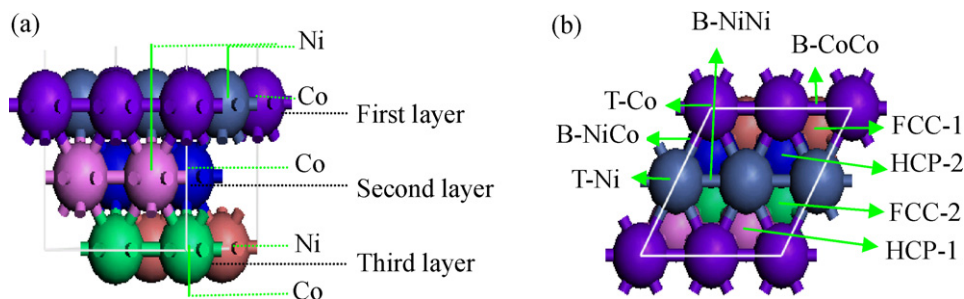 (a)
Ni
Co
First layer
Co
Second layer
Ni
Third layer
Co
(b)
B-NiNi
B-CoCo
T-Co
B-NiCo
FCC-1
HCP-2
T-Ni
FCC-2
HCP-1